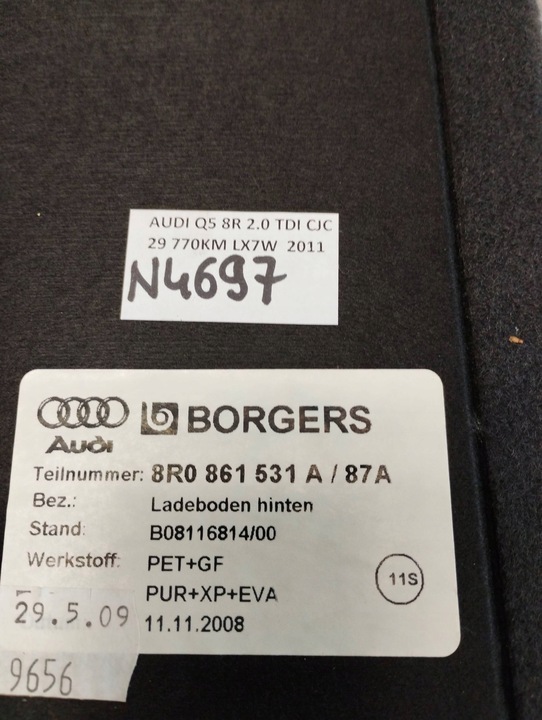 AUDI Q5 8R 2.0 TDI CJC
29 770KM LX7W 2011
N4697
Audi BORGERS
Teilnummer: 8R0 861 531 A / 87A
Bez.: Ladeboden hinten
Stand: B08116814/00
Werkstoff: PET+GF
PUR+XP+EVA
11S
29.5.09
11.11.2008
9656